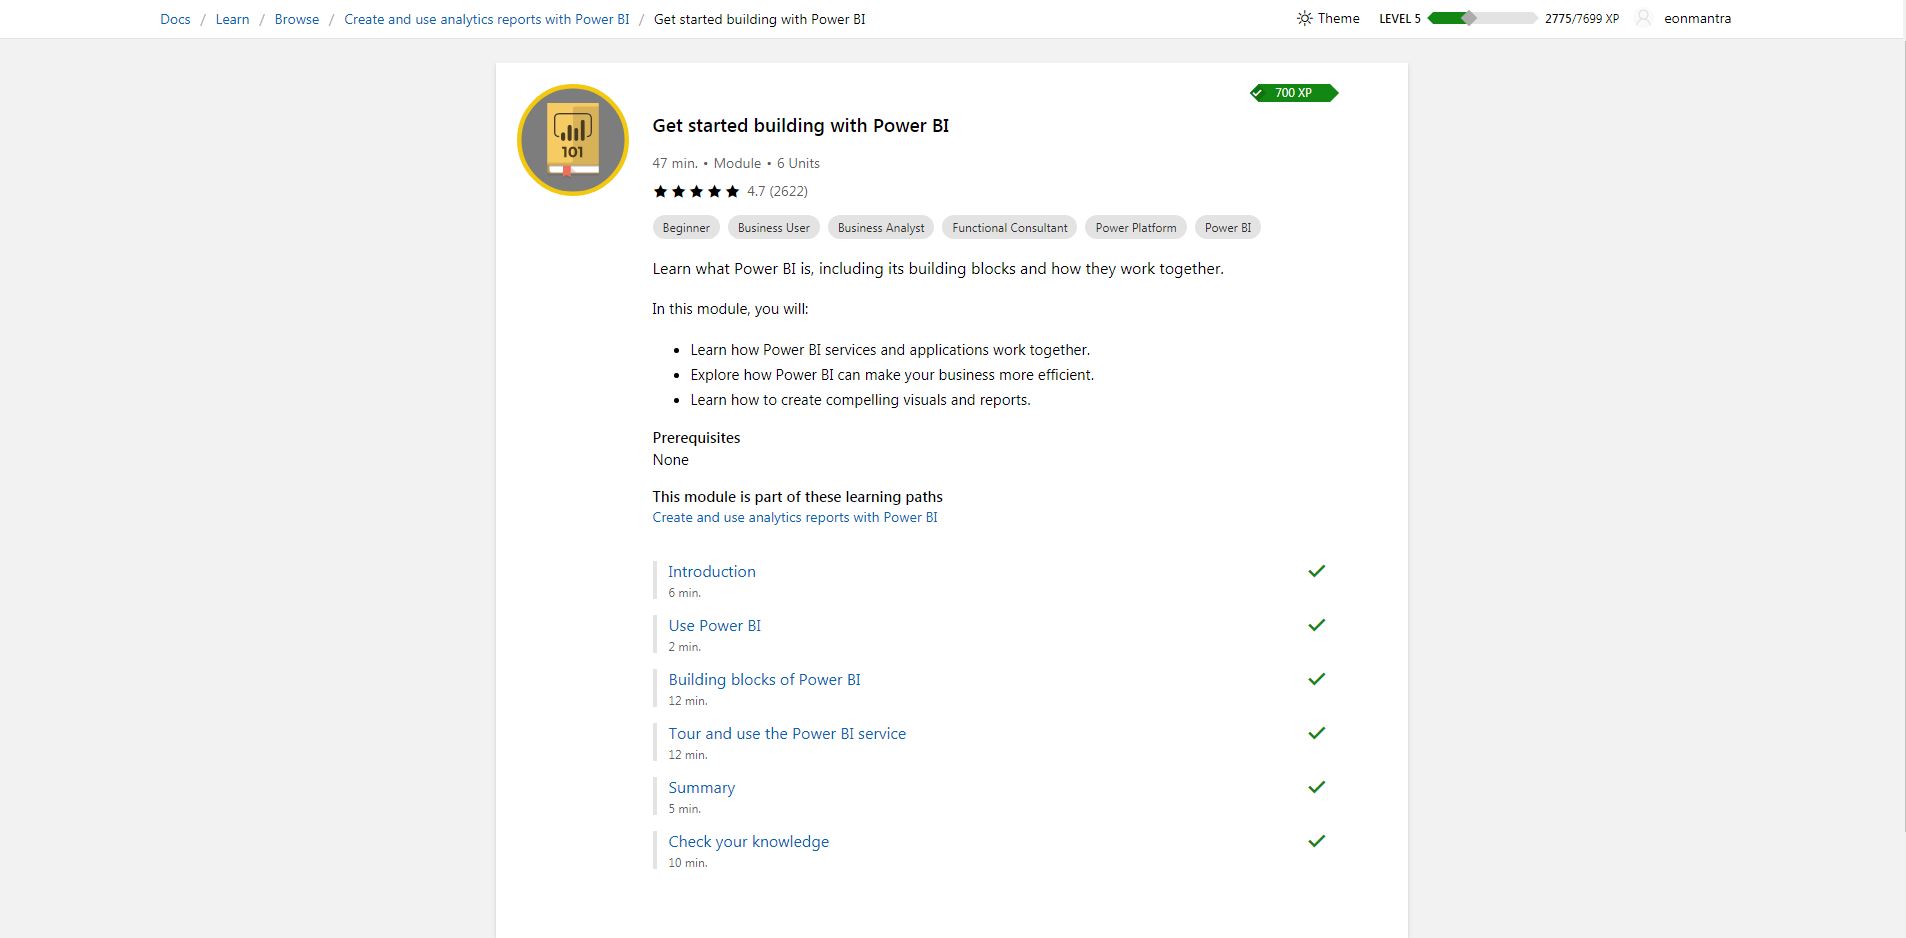 Docs / Learn / Browse / Create and use analytics reports with Power BI / Get started building with Power BI
Theme LEVEL 5 2775/7699 XP eonmantra
700 XP
101
Get started building with Power BI
47 min. • Module • 6 Units
4.7 (2622)
Beginner Business User Business Analyst Functional Consultant Power Platform Power BI
Learn what Power BI is, including its building blocks and how they work together.
In this module, you will:
• Learn how Power BI services and applications work together.
• Explore how Power BI can make your business more efficient.
• Learn how to create compelling visuals and reports.
Prerequisites
None
This module is part of these learning paths
Create and use analytics reports with Power BI
Introduction
6 min.
Use Power BI
2 min.
Building blocks of Power BI
12 min.
Tour and use the Power BI service
12 min.
Summary
5 min.
Check your knowledge
10 min.